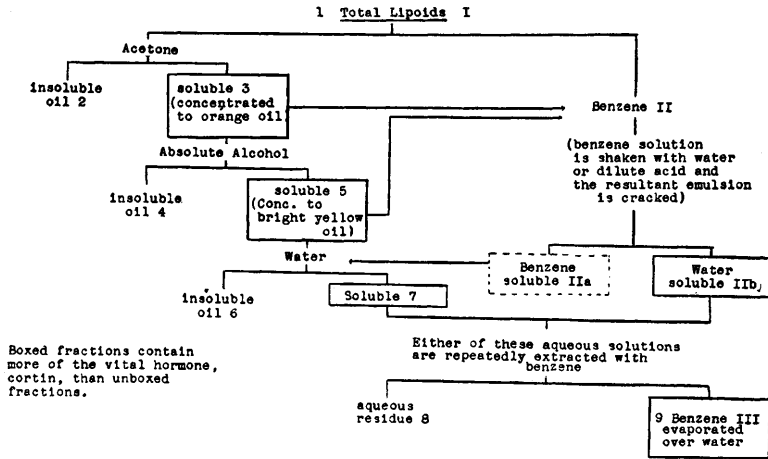 1 Total Lipoids I
Acetone
insoluble
oil 2
soluble 3
(concentrated
to orange oil
Benzene II
Absolute Alcohol
(benzene solution
is shaken with water
or dilute acid and
the resultant emulsion
is cracked)
insoluble
oil 4
soluble 5
(Conc. to
bright yellow
oil)
Water
Benzene
soluble IIa
Water
soluble IIb
insoluble
oil 6
Soluble 7
Either of these aqueous solutions
are repeatedly extracted with
benzene
Boxed fractions contain
more of the vital hormone,
cortin, than unboxed
fractions.
aqueous
residue 8
9 Benzene III
evaporated
over water